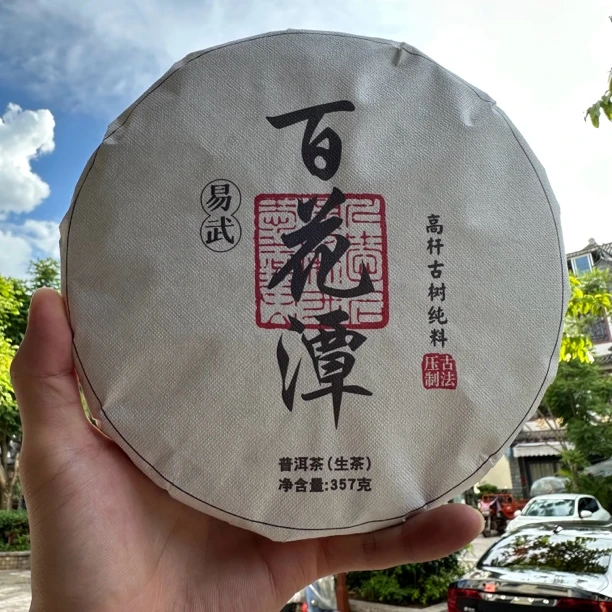 百花潭
易武
高杆古树纯料
古法
压制
普洱茶(生茶)
净含量:357克